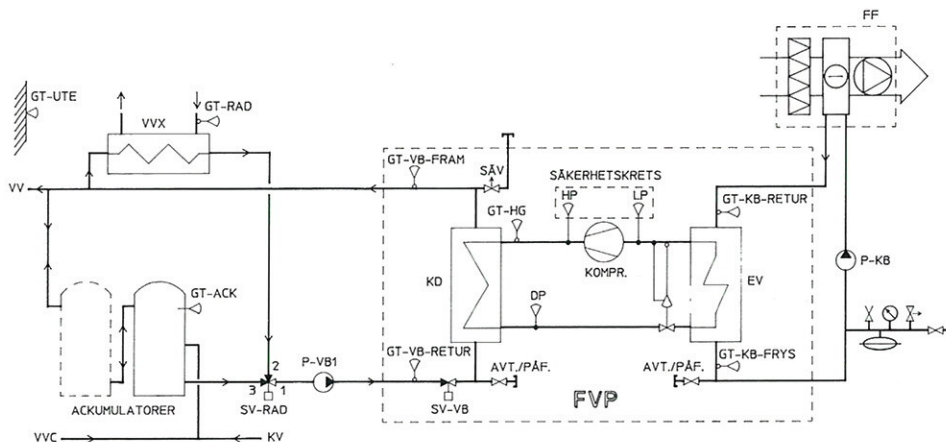 FF
GT-UTE
GT-RAD
VVX
GT-VB-FRAM
SÄV
SÄKERHETSKRETS
HP
LP
GT-KB-RETUR
VV
GT-HG
KOMPR.
KD
EV
P-KB
GT-ACK
DP
2
P-VB1
GT-VB-RETUR
AVT./PÅF.
AVT./PÅF.
GT-KB-FRYS
3
1
ACKUMULATORER
SV-RAD
SV-VB
FVP
VVC
KV